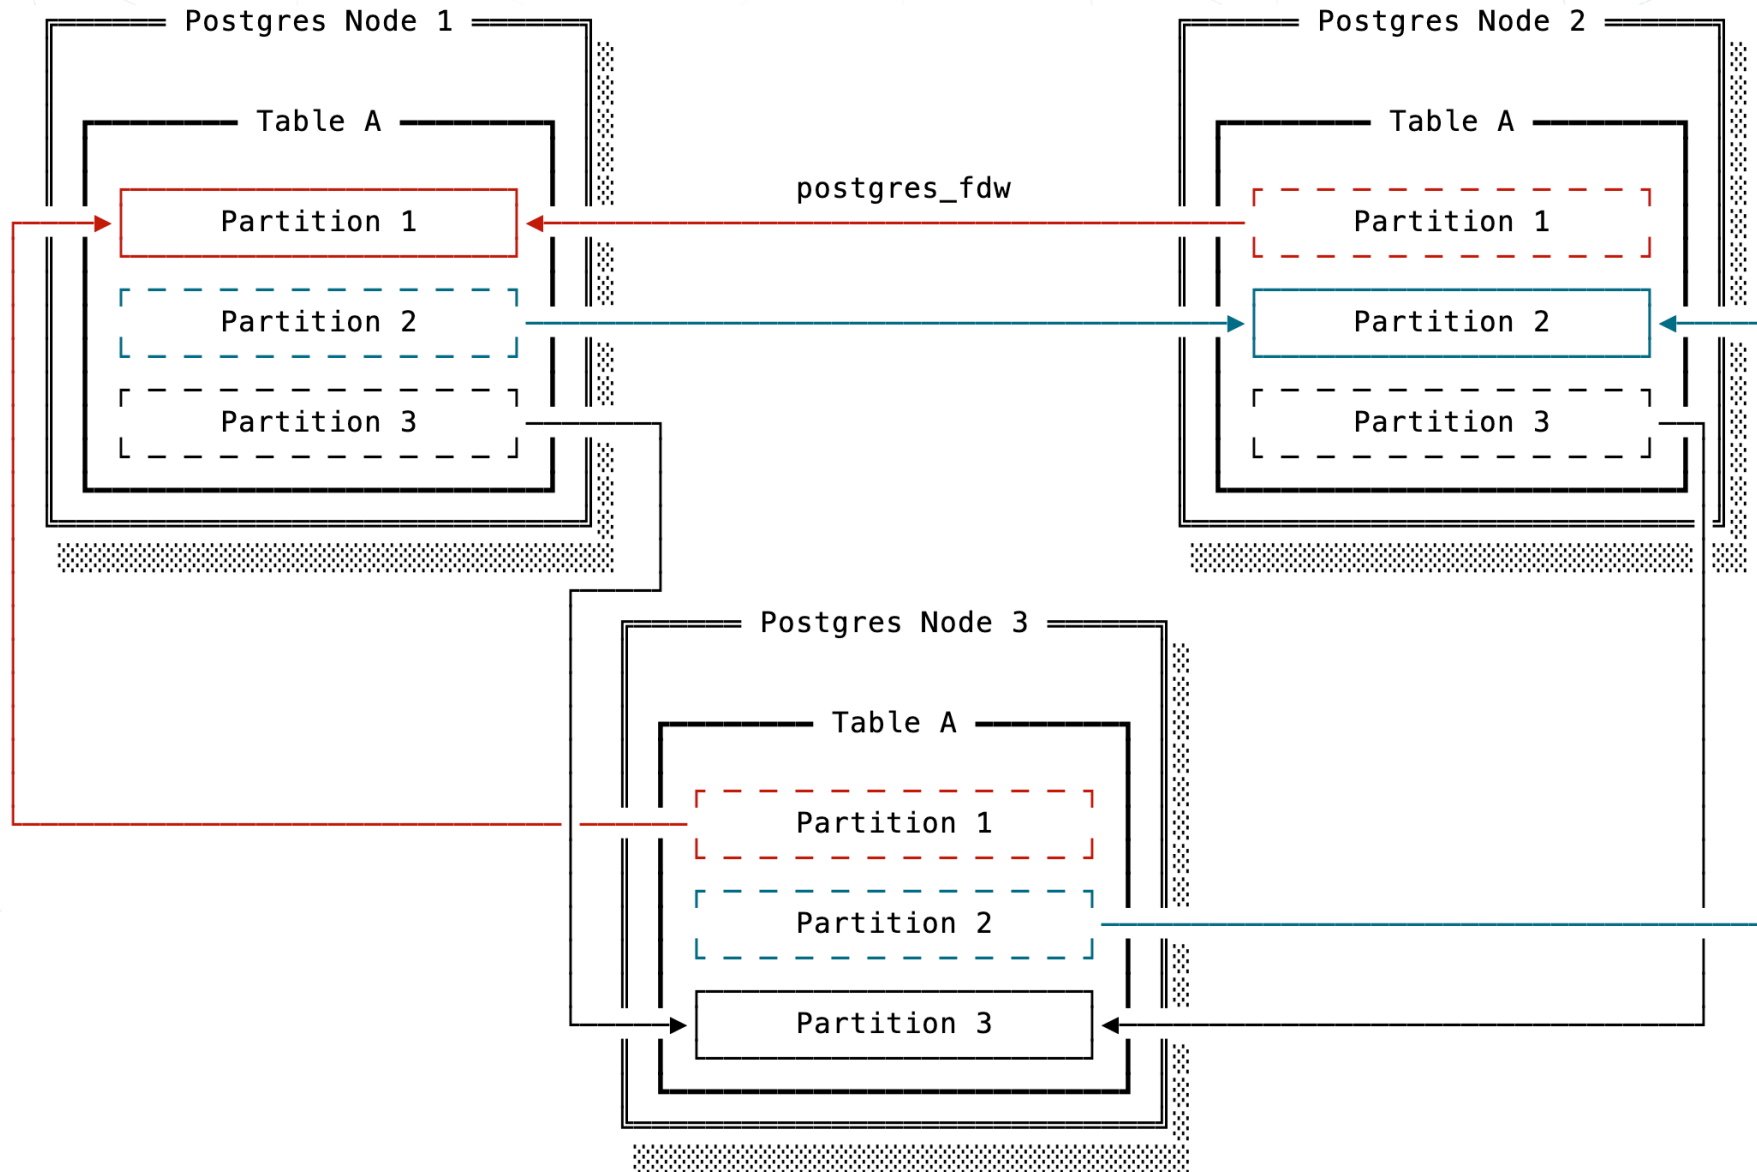 Postgres Node 1
Table A
Partition 1
Partition 2
Partition 3
postgres_fdw
Postgres Node 2
Table A
Partition 1
Partition 2
Partition 3
Postgres Node 3
Table A
Partition 1
Partition 2
Partition 3